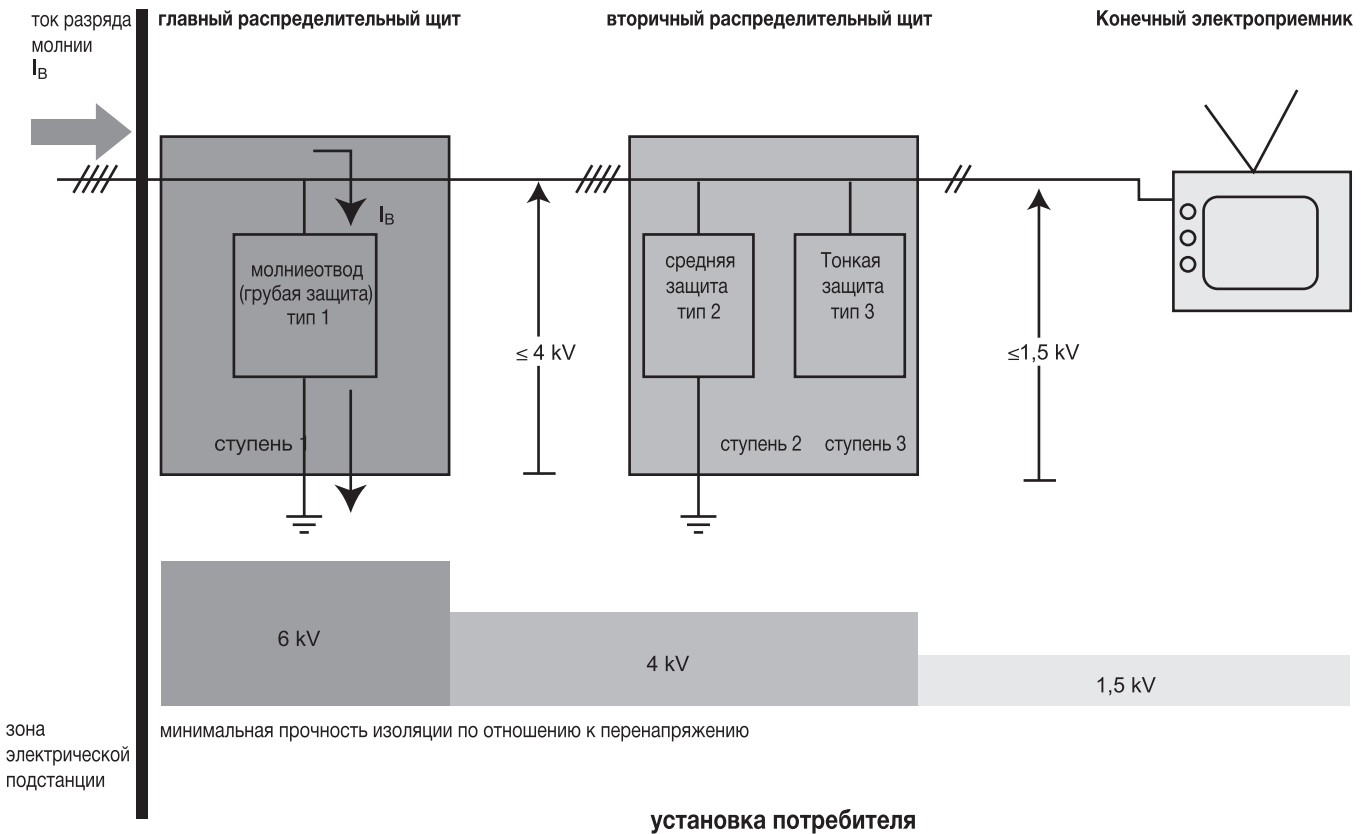 ток разряда
молнии
IB
главный распределительный щит
вторичный распределительный щит
Конечный электроприемник
IB
молниеотвод
(грубая защита)
тип 1
ступень 1
≤ 4 kV
средняя
защита
тип 2
Тонкая
защита
тип 3
ступень 2
ступень 3
≤1,5 kV
6 kV
4 kV
1,5 kV
минимальная прочность изоляции по отношению к перенапряжению
зона
электрической
подстанции
установка потребителя